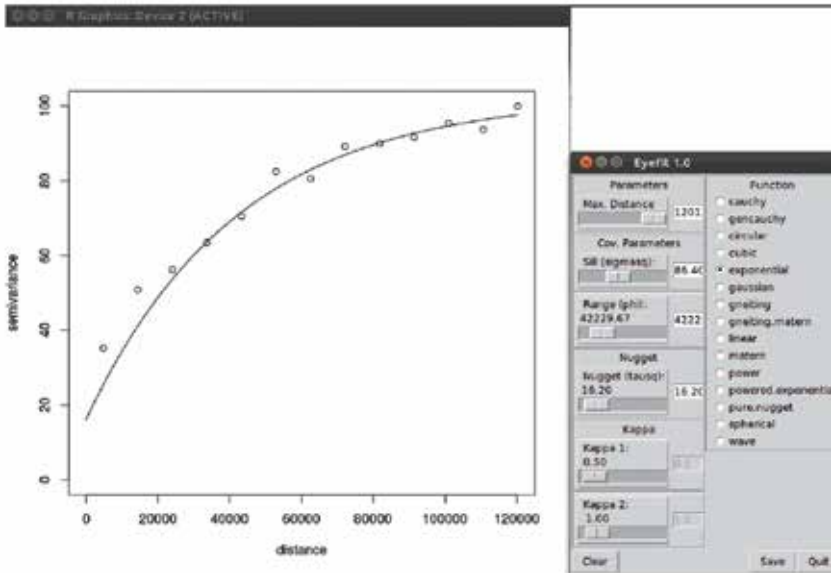 R Graphics: Device 2 (ACTIVE)
semivariance
100
80
60
40
20
0
0 20000 40000 60000 80000 100000 120000
distance
Eyefit 1.0
Parameters
Max. Distance
1201
Cov. Parameters
Sill (sigmasq):
86.40
Range (phi):
42229.67
4222
Nugget
Nugget (tausq):
16.20
16.20
Kappa
Kappa 1:
0.50
Kappa 2:
1.00
Clear
Function
cauchy
gencauchy
circular
cubic
exponential
gaussian
gneiting
gneiting.matern
linear
matern
power
powered.exponential
pure.nugget
spherical
wave
Save Quit